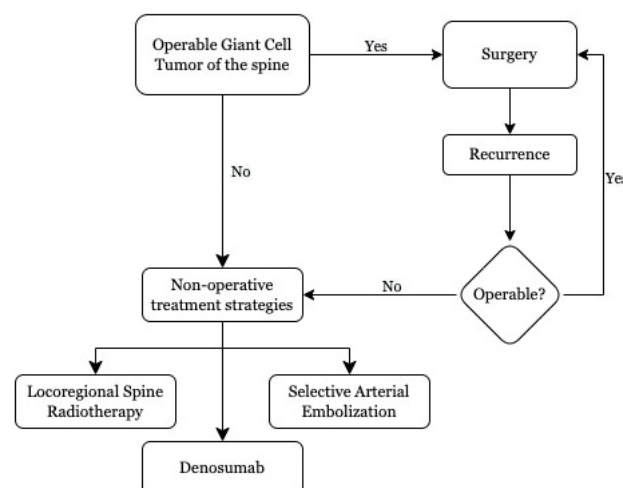 Operable Giant Cell
Tumor of the spine
Yes
Surgery
Recurrence
Yes
No
Operable?
No
Non-operative
treatment strategies
Locoregional Spine
Radiotherapy
Selective Arterial
Embolization
Denosumab